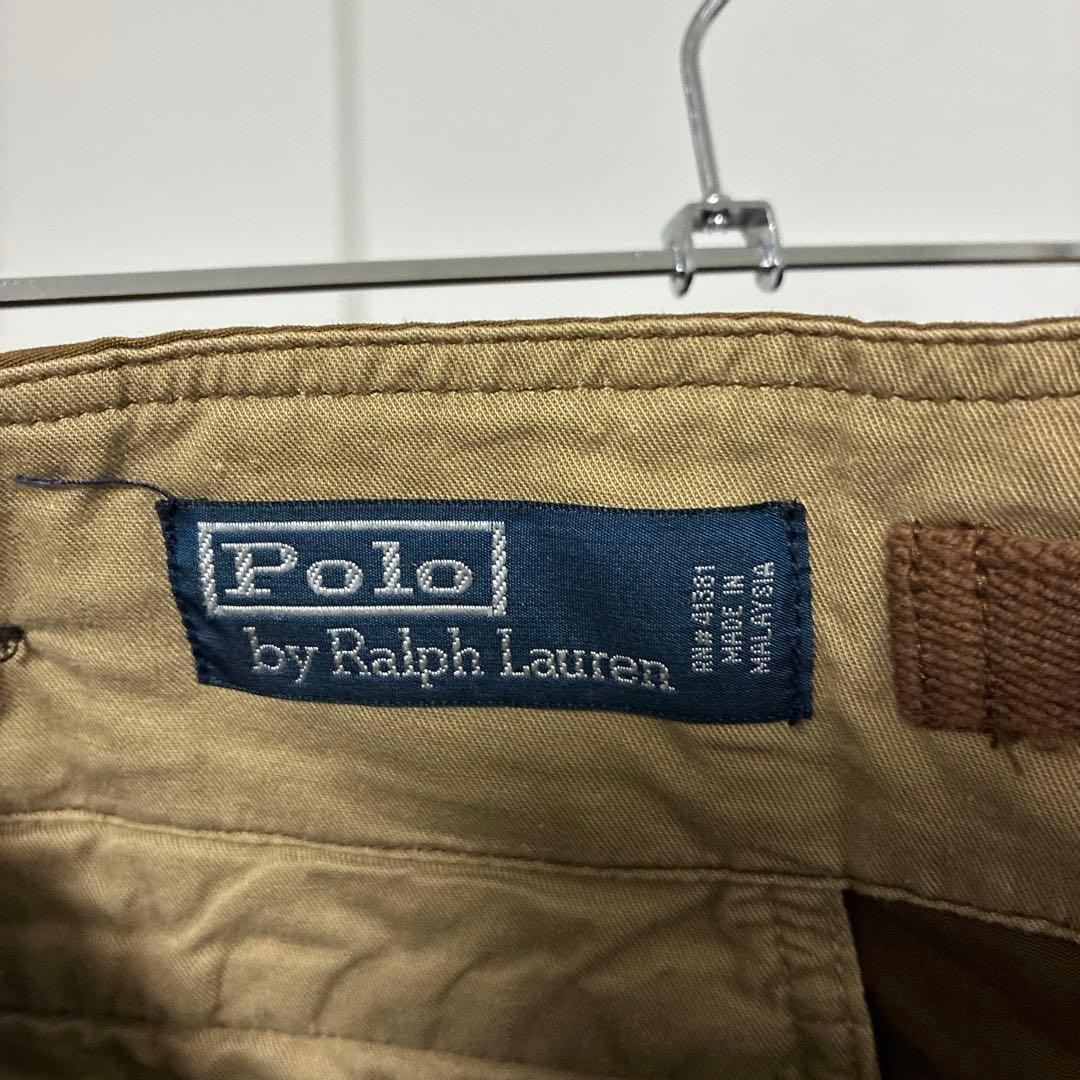 Polo
by Ralph Lauren
RN# 41381
MADE IN
MALAYSIA